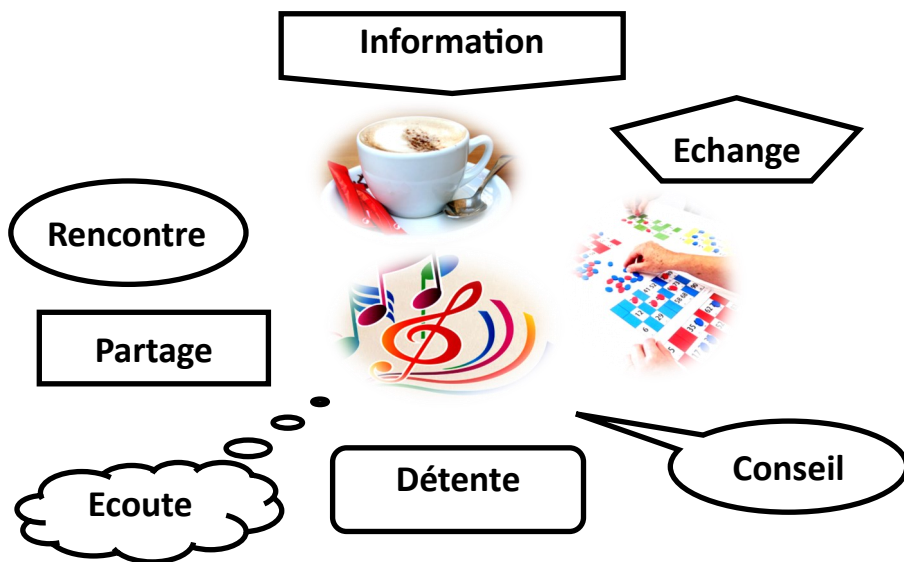 Information
Echange
Rencontre
Partage
Ecoute
Détente
Conseil